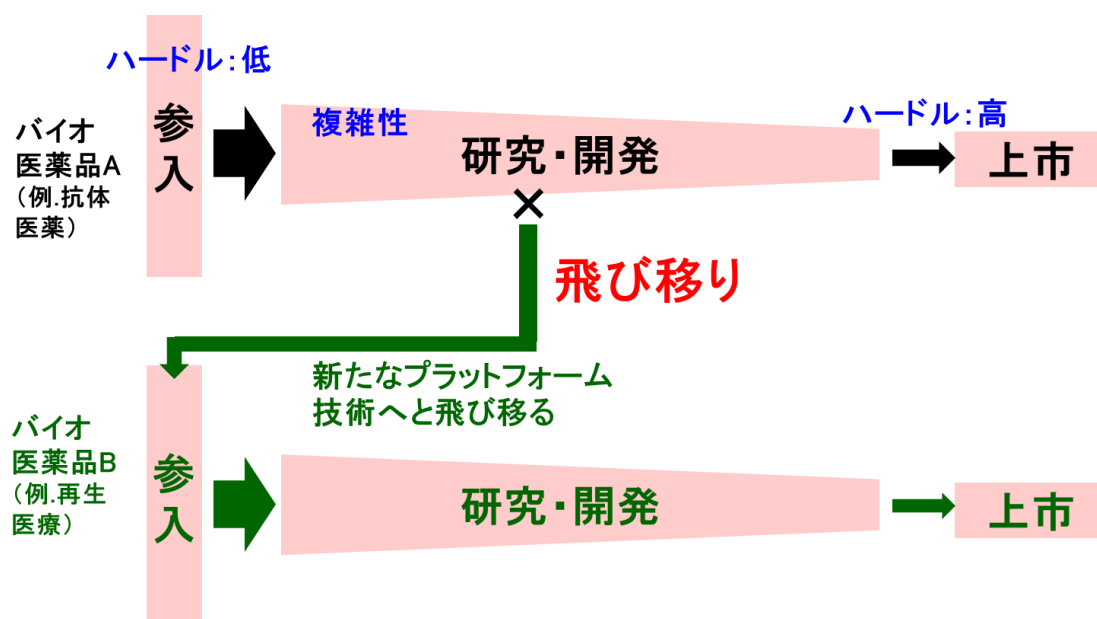 ハードル：低
バイオ
医薬品A
（例.抗体
医薬）
参
入
複雑性
研究・開発
ハードル：高
上市
×
飛び移り
新たなプラットフォーム
技術へと飛び移る
バイオ
医薬品B
（例.再生
医療）
参
入
研究・開発
上市